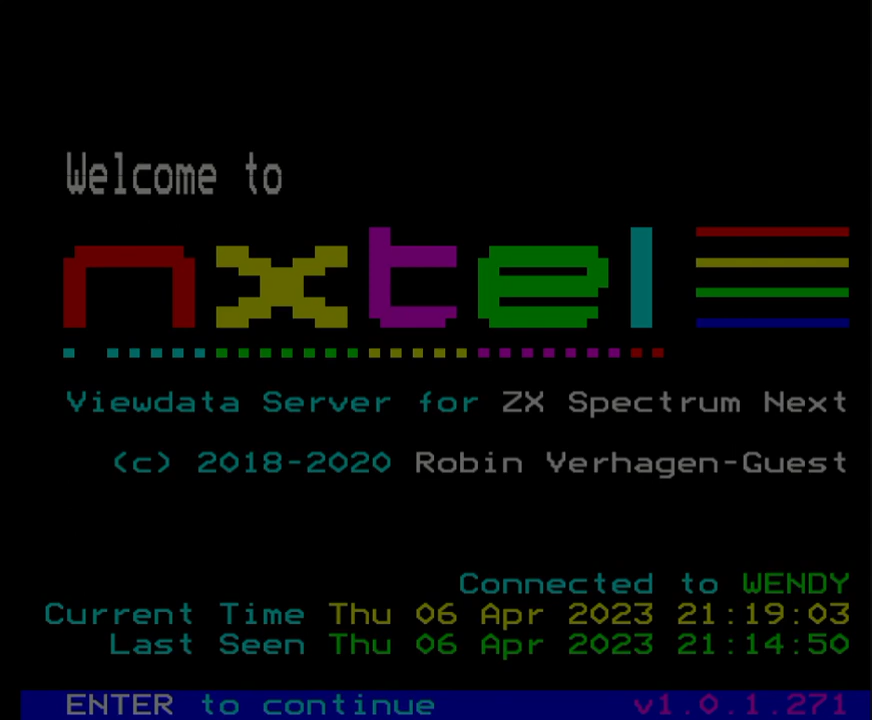 Welcome to
nxtel
Viewdata Server for ZX Spectrum Next
(c) 2018-2020 Robin Verhagen-Guest
Connected to WENDY
Current Time Thu 06 Apr 2023 21:19:03
Last Seen Thu 06 Apr 2023 21:14:50
ENTER to continue v1.0.1.271